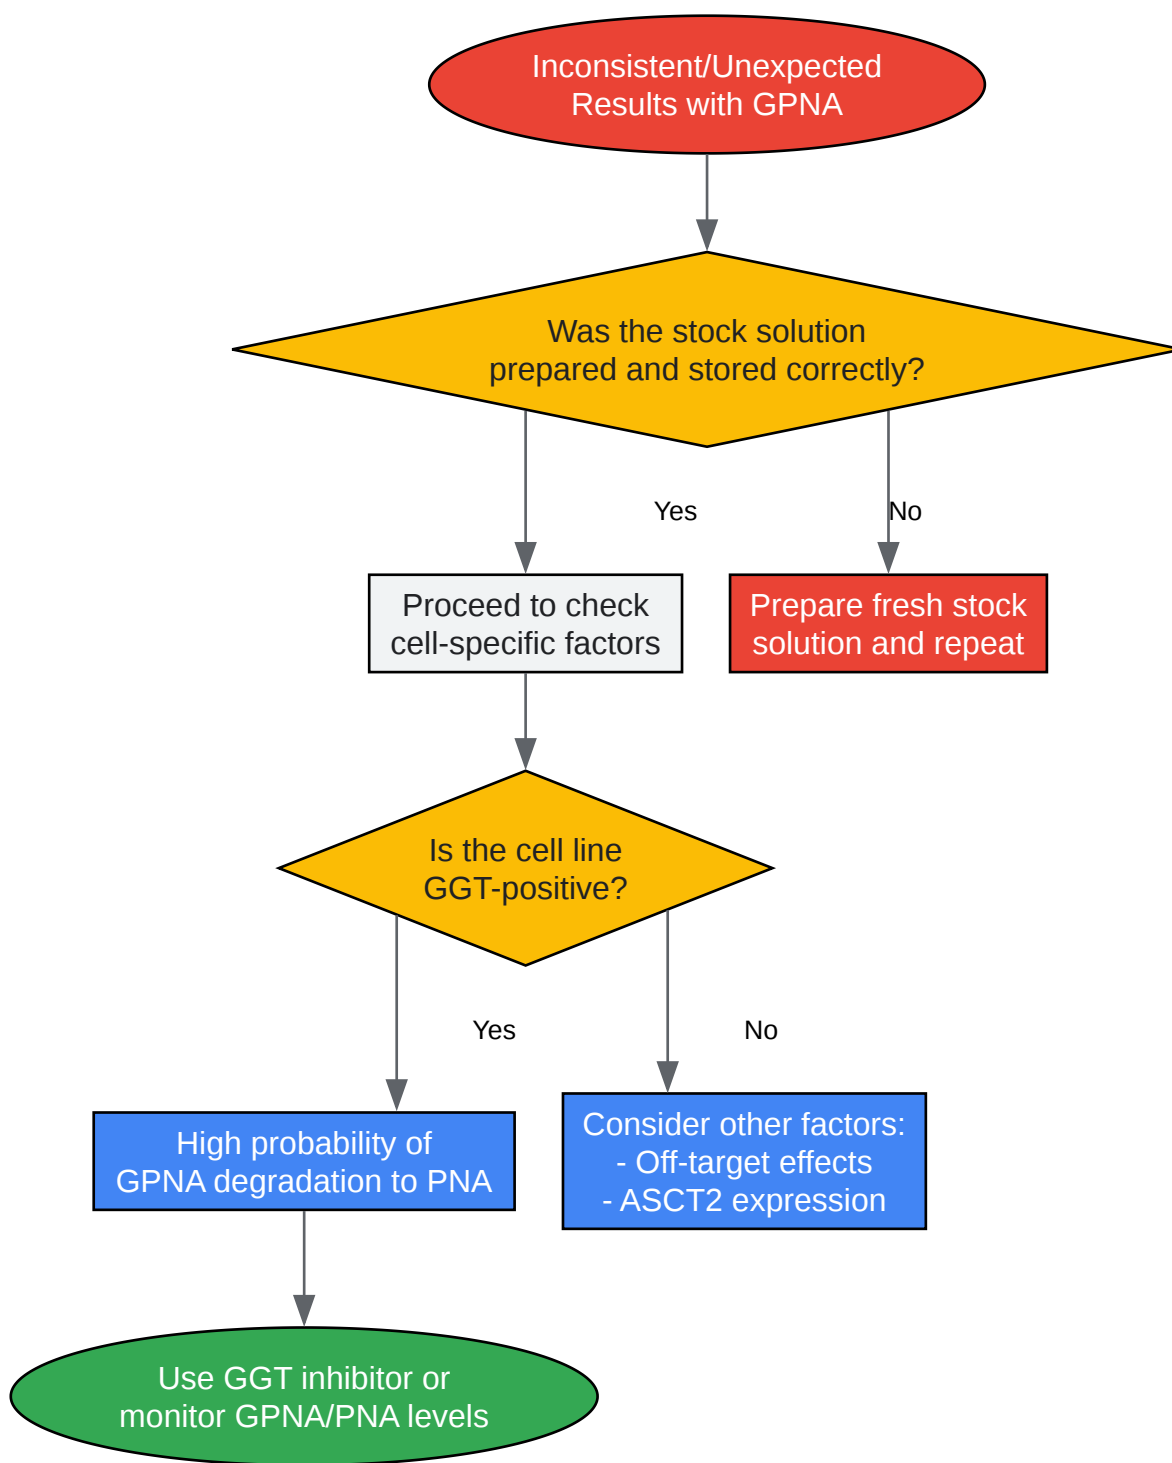 Inconsistent/Unexpected
Results with GPNA
Was the stock solution
prepared and stored correctly?
Yes
No
Proceed to check
cell-specific factors
Prepare fresh stock
solution and repeat
Is the cell line
GGT-positive?
Yes
No
High probability of
GPNA degradation to PNA
Consider other factors:
- Off-target effects
- ASCT2 expression
Use GGT inhibitor or
monitor GPNA/PNA levels